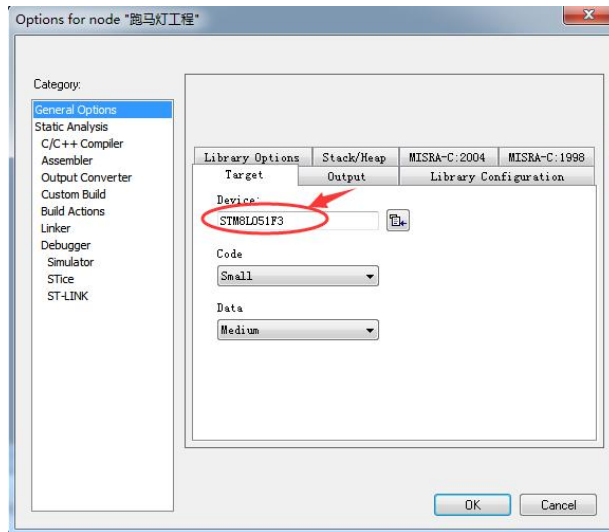 Options for node "跑马灯工程"
Category:
General Options
Static Analysis
C/C++ Compiler
Assembler
Output Converter
Custom Build
Build Actions
Linker
Debugger
Simulator
STice
ST-LINK
Library Options Stack/Heap MISRA-C:2004 MISRA-C:1998
Target Output Library Configuration
Device:
STM8L051F3
Code
Small
Data
Medium
OK Cancel